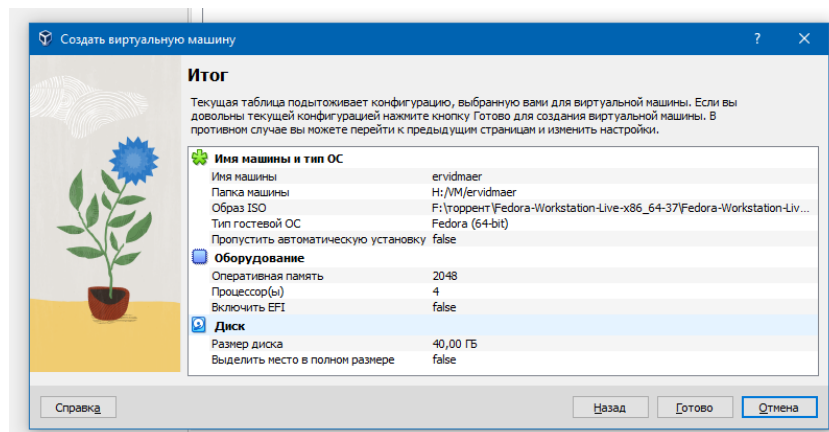 Создать виртуальную машину
?
Итог
Текущая таблица подытоживает конфигурацию, выбранную вами для виртуальной машины. Если вы
довольны текущей конфигурацией нажмите кнопку Готово для создания виртуальной машины. В
противном случае вы можете перейти к предыдущим страницам и изменить настройки.
Имя машины и тип ОС
Имя машины ervidmaer
Папка машины H:/VM/ervidmaer
Образ ISO F:\торрент\Fedora-Workstation-Live-x86_64-37\Fedora-Workstation-Liv...
Тип гостевой ОС Fedora (64-bit)
Пропустить автоматическую установку false
Оборудование
Оперативная память 2048
Процессор(ы) 4
Включить EFI false
Диск
Размер диска 40,00 ГБ
Выделить место в полном размере false
Справка Назад Готово Отмена